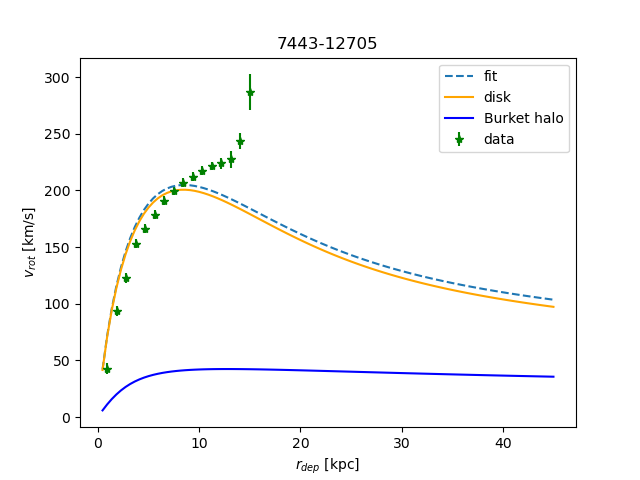 7443-12705
fit
disk
Burket halo
data
300
250
200
150
100
50
0
v_rot [km/s]
0 10 20 30 40
r_dep [kpc]